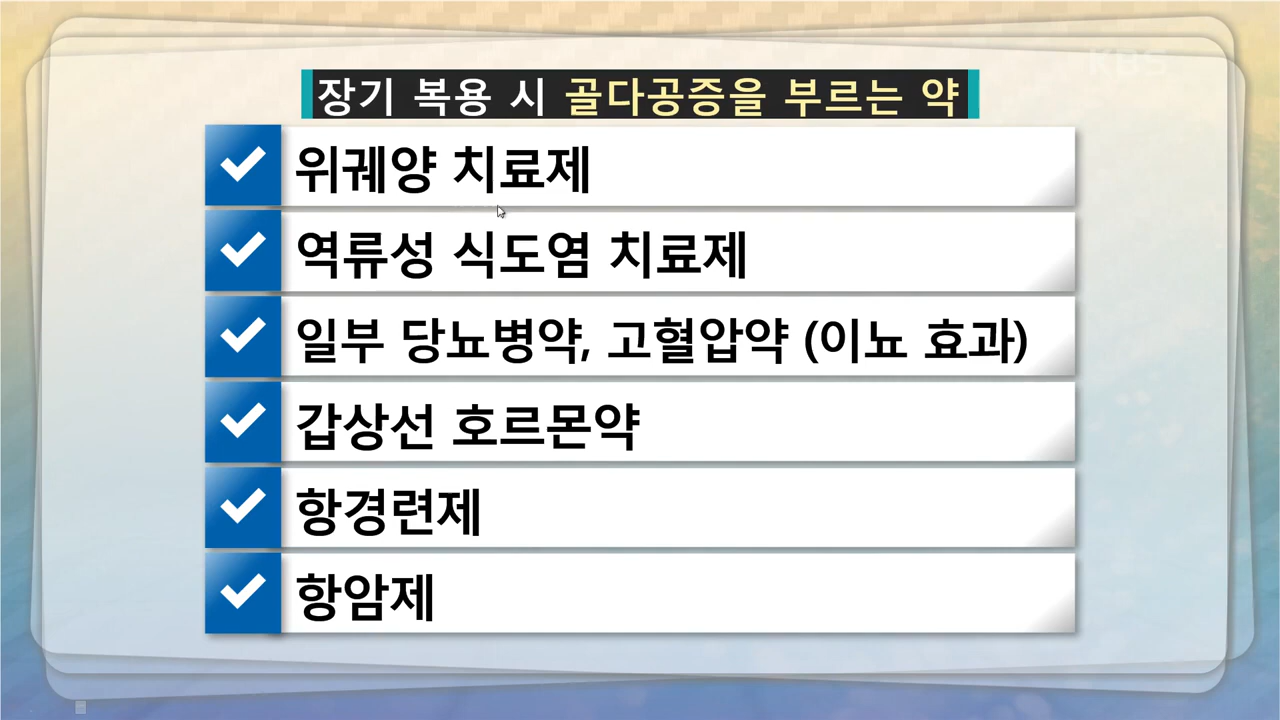 KBS
장기 복용 시 골다공증을 부르는 약
위궤양 치료제
역류성 식도염 치료제
일부 당뇨병약, 고혈압약 (이뇨 효과)
갑상선 호르몬약
항경련제
항암제